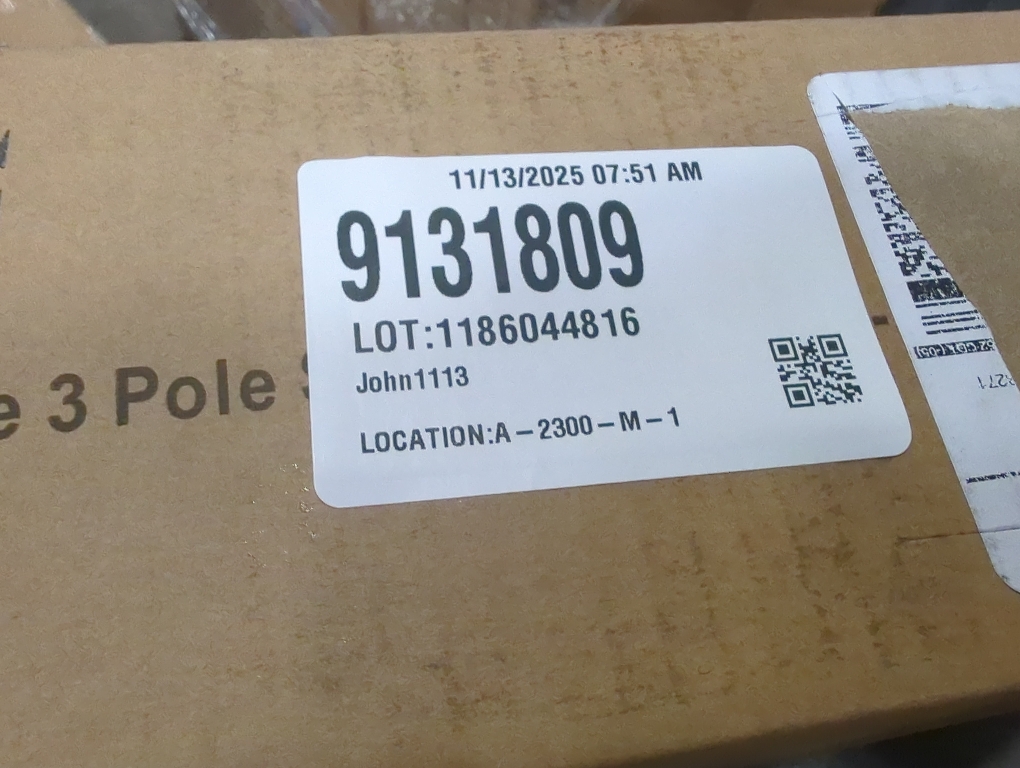 11/13/2025 07:51 AM
9131809
LOT:1186044816
John1113
LOCATION:A-2300-M-1
3 Pole